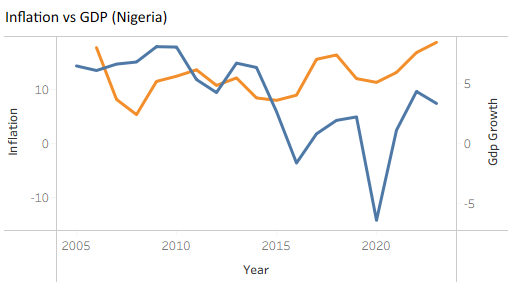 Inflation vs GDP (Nigeria)
10
0
-10
Inflation
5
0
-5
Gdp Growth
2005 2010 2015 2020
Year